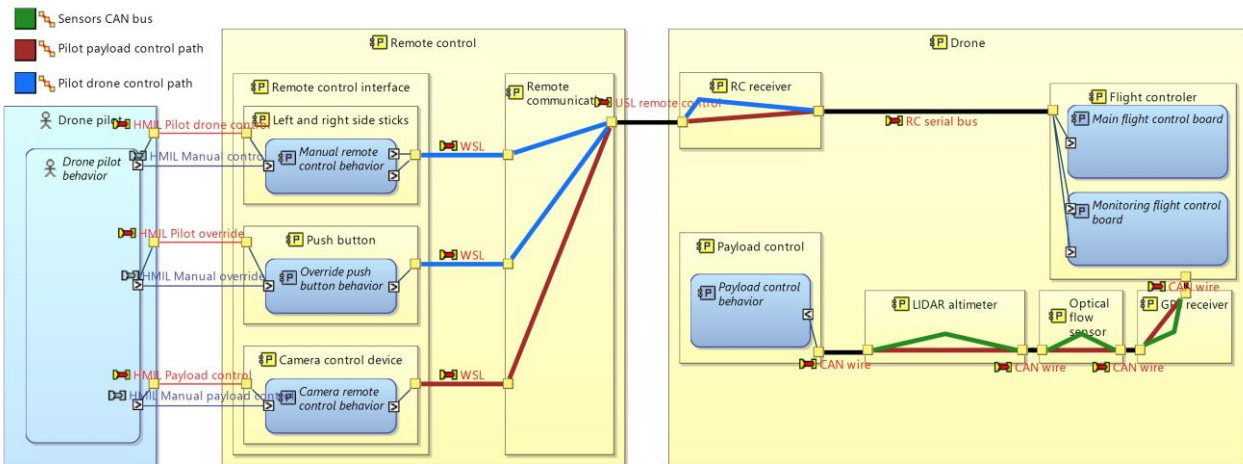 Sensors CAN bus
Pilot payload control path
Pilot drone control path
Remote control
Drone
Remote control interface
Remote
communicati
USL remote control
RC receiver
Flight controler
Drone pilot
HMIL Pilot drone control
Left and right side sticks
Main flight control board
RC serial bus
Drone pilot
behavior
HMIL Manual control
Manual remote
control behavior
WSL
Monitoring flight control
board
HMIL Pilot override
Push button
WSL
Payload control
HMIL Manual override
Override push
button behavior
Payload control
behavior
CAN wire
LIDAR altimeter
Optical
flow
sensor
receiver
Camera control device
CAN wire
CAN wire
CAN wire
HMIL Payload control
WSL
HMIL Manual payload cont
Camera remote
control behavior